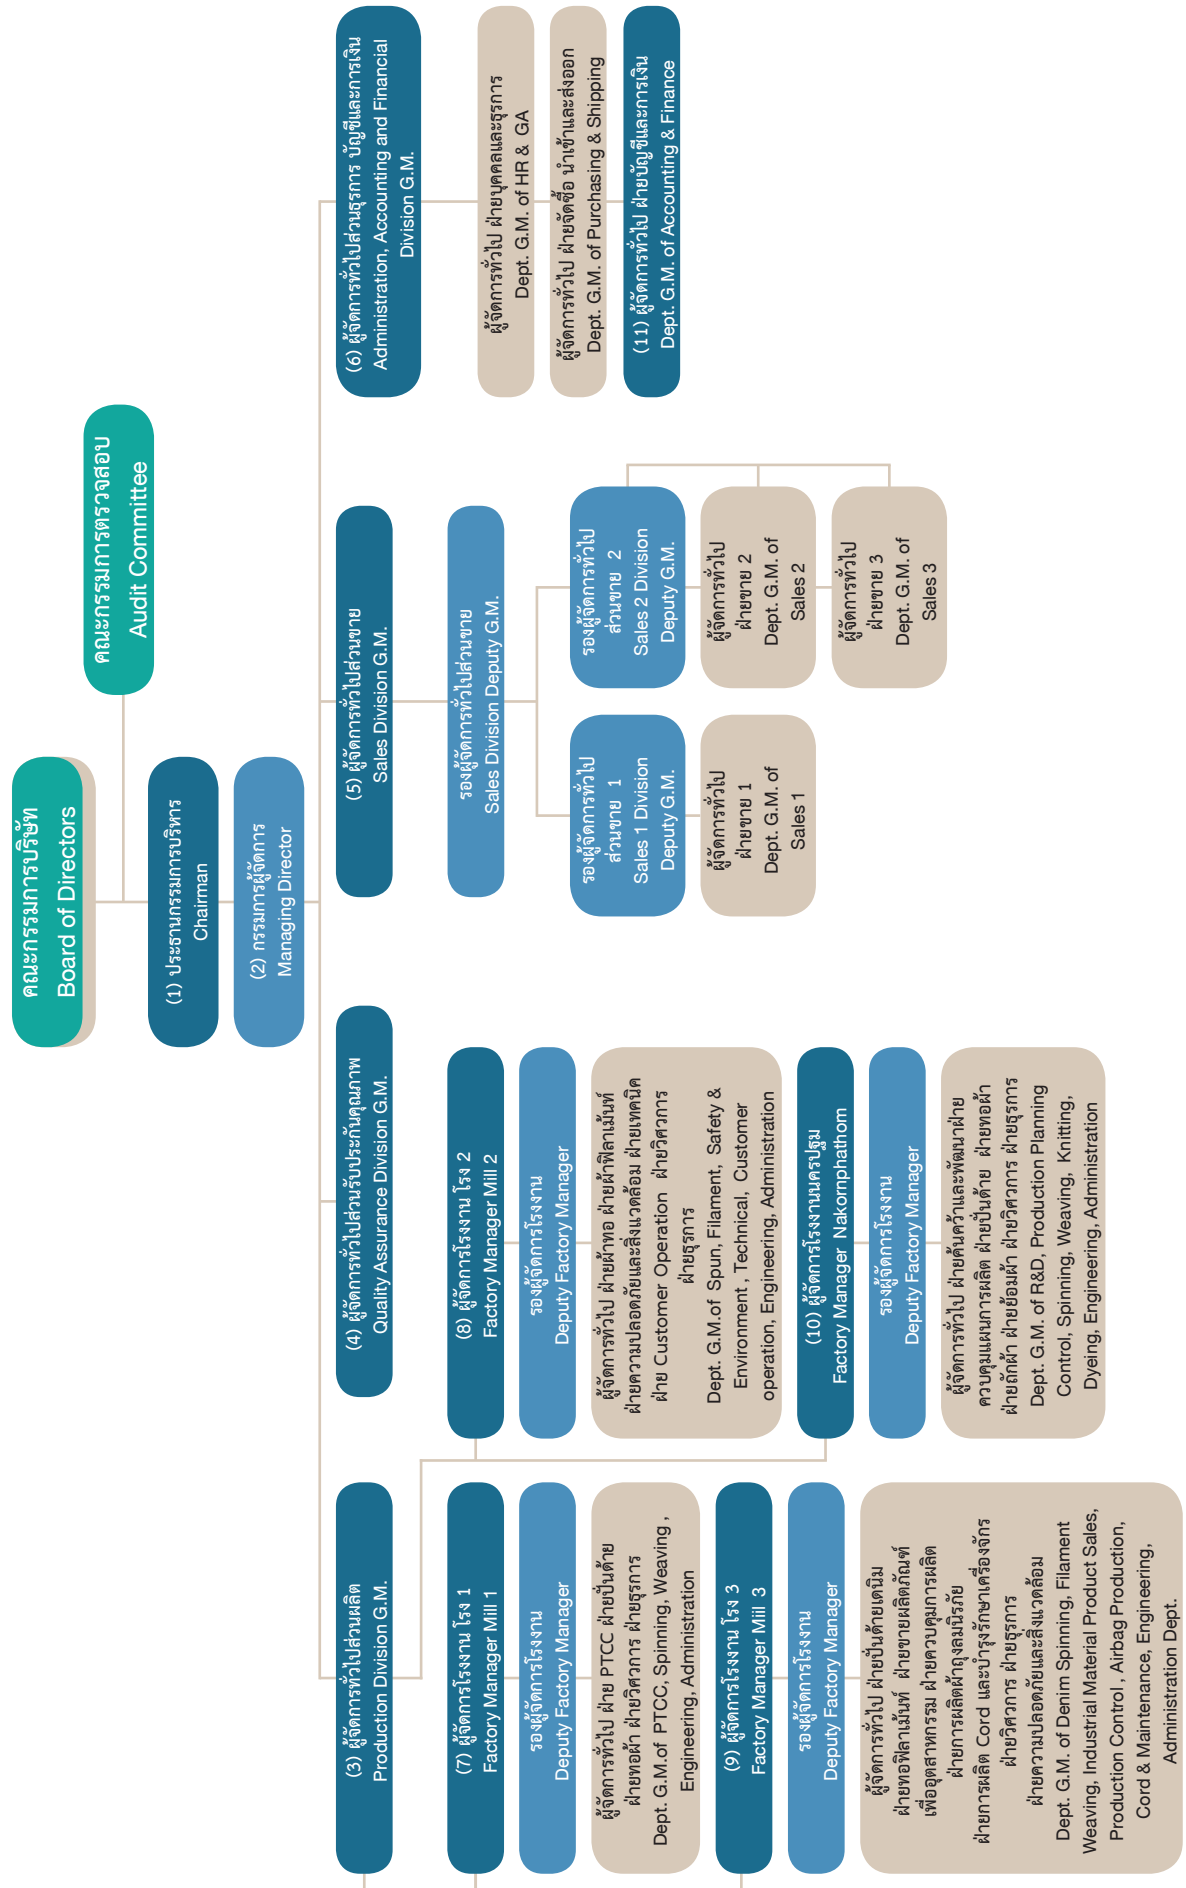 คณะกรรมการบริษัท
Board of Directors
คณะกรรมการตรวจสอบ
Audit Committee
(1) ประธานกรรมการบริหาร
Chairman
(2) กรรมการผู้จัดการ
Managing Director
(3) ผู้จัดการทั่วไปส่วนผลิต
Production Division G.M.
(4) ผู้จัดการทั่วไปส่วนรับประกันคุณภาพ
Quality Assurance Division G.M.
(5) ผู้จัดการทั่วไปส่วนขาย
Sales Division G.M.
(6) ผู้จัดการทั่วไปส่วนธุรการ บัญชีและการเงิน
Administration, Accounting and Financial
Division G.M.
(7) ผู้จัดการโรงงาน โรง 1
Factory Manager Mill 1
รองผู้จัดการโรงงาน
Deputy Factory Manager
ผู้จัดการทั่วไป ฝ่าย PTCC ฝ่ายปั่นด้าย
ฝ่ายทอผ้า ฝ่ายวิศวการ ฝ่ายธุรการ
Dept. G.M.of PTCC, Spinning, Weaving ,
Engineering, Administration
(9) ผู้จัดการโรงงาน โรง 3
Factory Manager Miill 3
รองผู้จัดการโรงงาน
Deputy Factory Manager
ผู้จัดการทั่วไป ฝ่ายปั่นด้ายเดนิม
ฝ่ายทอฟิลาเม้นท์ ฝ่ายขายผลิตภัณฑ์
เพื่ออุตสาหกรรม ฝ่ายควบคุมการผลิต
ฝ่ายการผลิตผ้าถุงลมนิรภัย
ฝ่ายการผลิต Cord และบำรุงรักษาเครื่องจักร
ฝ่ายวิศวการ ฝ่ายธุรการ
ฝ่ายความปลอดภัยและสิ่งแวดล้อม
Dept. G.M. of Denim Spinning, Filament
Weaving, Industrial Material Product Sales,
Production Control , Airbag Production,
Cord & Maintenance, Engineering,
Administration Dept.
(8) ผู้จัดการโรงงาน โรง 2
Factory Manager Mill 2
รองผู้จัดการโรงงาน
Deputy Factory Manager
ผู้จัดการทั่วไป ฝ่ายผ้าทอ ฝ่ายผ้าฟิลาเม้นท์
ฝ่ายความปลอดภัยและสิ่งแวดล้อม ฝ่ายเทคนิค
ฝ่าย Customer Operation ฝ่ายวิศวการ
ฝ่ายธุรการ
Dept. G.M.of Spun, Filament, Safety &
Environment , Technical, Customer
operation, Engineering, Administration
(10) ผู้จัดการโรงงานนครปฐม
Factory Manager Nakornphathom
รองผู้จัดการโรงงาน
Deputy Factory Manager
ผู้จัดการทั่วไป ฝ่ายค้นคว้าและพัฒนาฝ่าย
ควบคุมแผนการผลิต ฝ่ายปั่นด้าย ฝ่ายทอผ้า
ฝ่ายถักผ้า ฝ่ายย้อมผ้า ฝ่ายวิศวการ ฝ่ายธุรการ
Dept. G.M. of R&D, Production Planning
Control, Spinning, Weaving, Knitting,
Dyeing, Engineering, Administration
รองผู้จัดการทั่วไปส่วนขาย
Sales Division Deputy G.M.
รองผู้จัดการทั่วไป
ส่วนขาย 1
Sales 1 Division
Deputy G.M.
ผู้จัดการทั่วไป
ฝ่ายขาย 1
Dept. G.M. of
Sales 1
รองผู้จัดการทั่วไป
ส่วนขาย 2
Sales 2 Division
Deputy G.M.
ผู้จัดการทั่วไป
ฝ่ายขาย 2
Dept. G.M. of
Sales 2
ผู้จัดการทั่วไป
ฝ่ายขาย 3
Dept. G.M. of
Sales 3
ผู้จัดการทั่วไป ฝ่ายบุคคลและธุรการ
Dept. G.M. of HR & GA
ผู้จัดการทั่วไป ฝ่ายจัดซื้อ นำเข้าและส่งออก
Dept. G.M. of Purchasing & Shipping
(11) ผู้จัดการทั่วไป ฝ่ายบัญชีและการเงิน
Dept. G.M. of Accounting & Finance